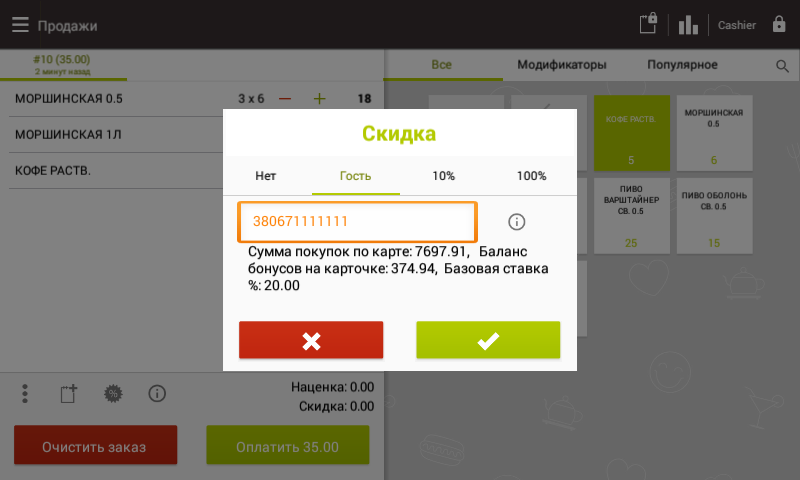 Продажи
Cashier
#10 (35.00)
2 минут назад
Все
Модификаторы
Популярное
МОРШИНСКАЯ 0.5 3 x 6 — + 18
МОРШИНСКАЯ 1Л
КОФЕ РАСТВ.
КОФЕ РАСТВ.
5
МОРШИНСКАЯ
0.5
6
ПИВО
ВАРШТАЙНЕР
СВ. 0.5
25
ПИВО ОБОЛОНЬ
СВ. 0.5
15
Скидка
Нет
Гость
10%
100%
380671111111
Сумма покупок по карте: 7697.91, Баланс
бонусов на карточке: 374.94, Базовая ставка
%: 20.00
Наценка: 0.00
Скидка: 0.00
Очистить заказ
Оплатить 35.00